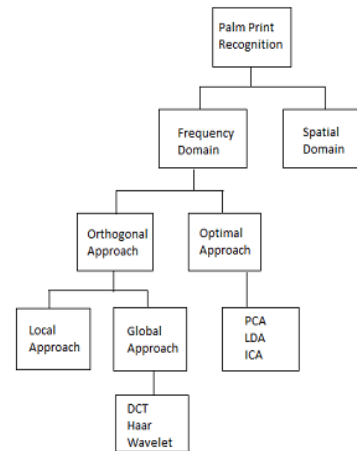 Palm Print
Recognition
Frequency
Domain
Spatial
Domain
Orthogonal
Approach
Optimal
Approach
Local
Approach
Global
Approach
PCA
LDA
ICA
DCT
Haar
Wavelet